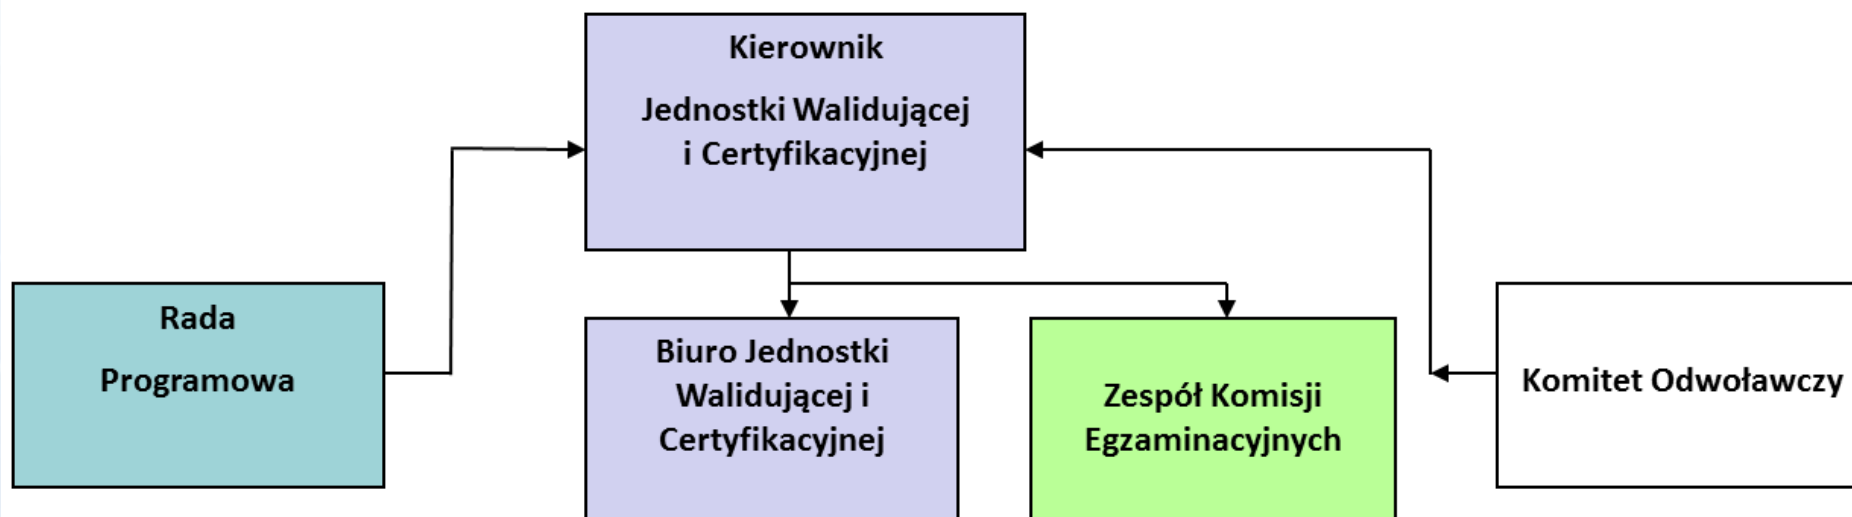 Kierownik
Jednostki Walidującej
i Certyfikacyjnej
Rada
Programowa
Biuro Jednostki
Walidującej i
Certyfikacyjnej
Zespół Komisji
Egzaminacyjnych
Komitet Odwoławczy